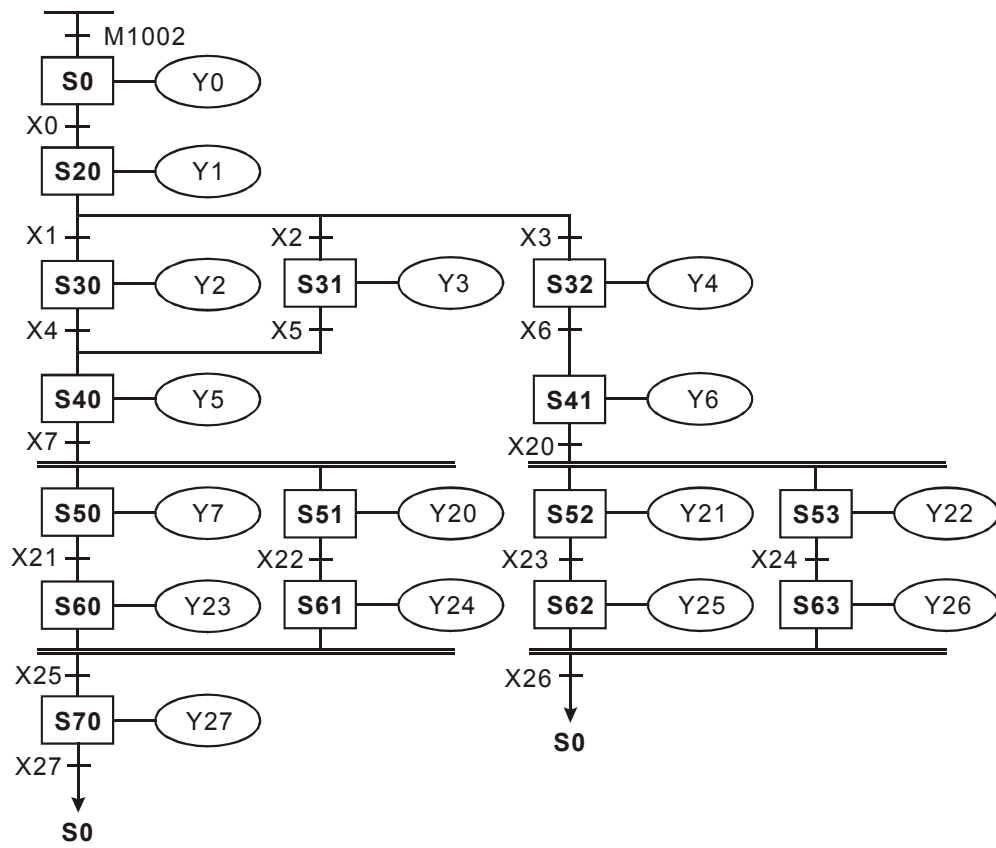 M1002
S0 Y0
X0
S20 Y1
X1 X2 X3
S30 Y2 S31 Y3 S32 Y4
X4 X5 X6
S40 Y5 S41 Y6
X7 X20
S50 Y7 S51 Y20 S52 Y21 S53 Y22
X21 X22 X23 X24
S60 Y23 S61 Y24 S62 Y25 S63 Y26
X25 X26
S70 Y27 S0
X27
S0